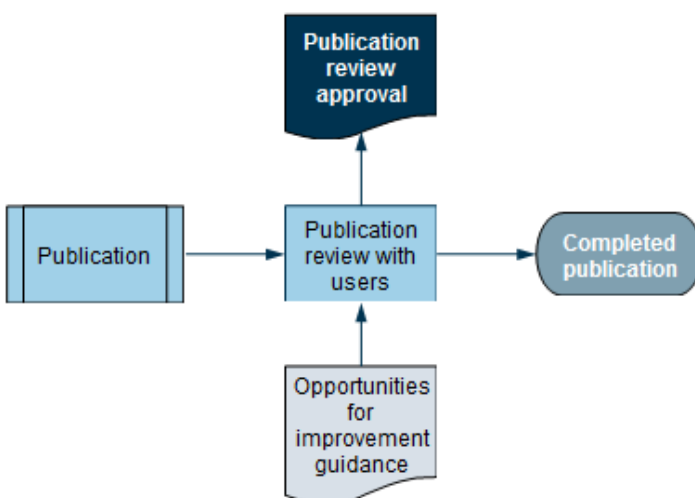 Publication
review
approval
Publication
Publication
review with
users
Completed
publication
Opportunities
for
improvement
guidance